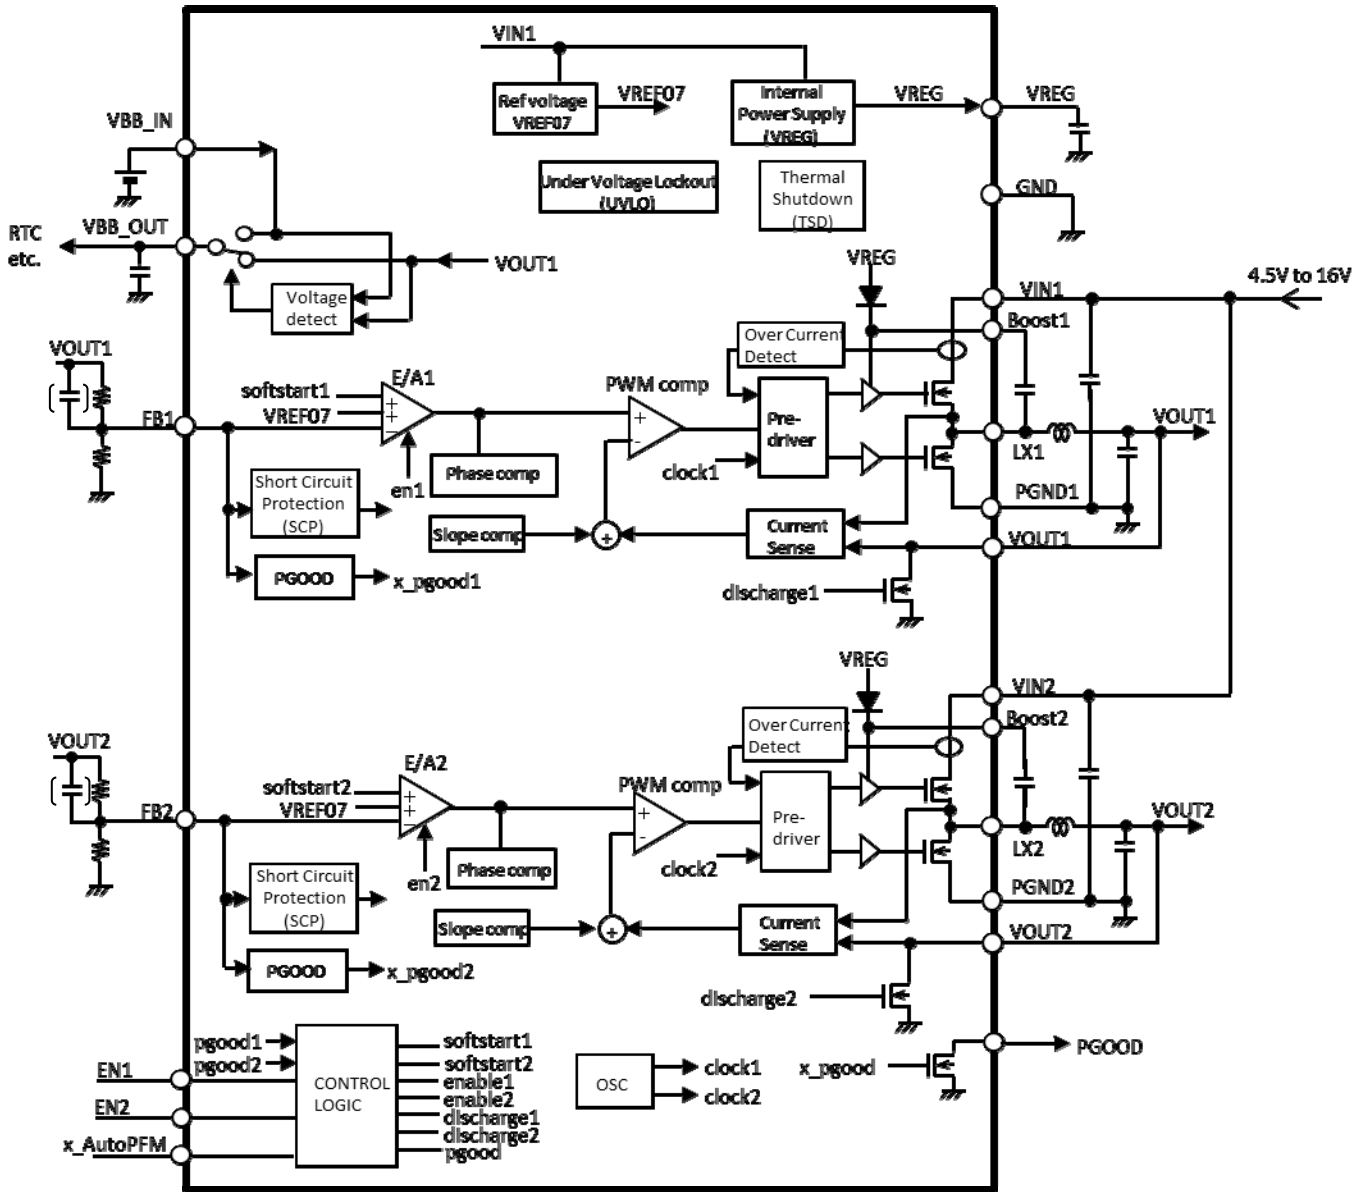 VIN1
Ref voltage
VREF07
VREF07
Internal
Power Supply
(VREG)
VREG
VREG
VBB_IN
Under Voltage Lockout
(UVLO)
Thermal
Shutdown
(TSD)
GND
RTC
etc.
VBB_OUT
VOUT1
Voltage
detect
VREG
VIN1
4.5V to 16V
Boost1
Over Current
Detect
VOUT1
softstart1
E/A1
+
+
−
PWM comp
+
-
FB1
VREF07
Pre-
driver
VOUT1
LX1
clock1
Phase comp
en1
Short Circuit
Protection
(SCP)
PGND1
Slope comp
+
Current
Sense
VOUT1
PGOOD
x_pgood1
discharge1
VREG
VIN2
Boost2
Over Current
Detect
VOUT2
E/A2
+
+
−
softstart2
PWM comp
+
-
FB2
VREF07
Pre-
driver
VOUT2
LX2
clock2
Phase comp
en2
Short Circuit
Protection
(SCP)
PGND2
Slope comp
+
Current
Sense
VOUT2
PGOOD
x_pgood2
discharge2
pgood1
pgood2
EN1
EN2
x_AutoPFM
CONTROL
LOGIC
softstart1
softstart2
enable1
enable2
discharge1
discharge2
pgood
OSC
clock1
clock2
x_pgood
PGOOD